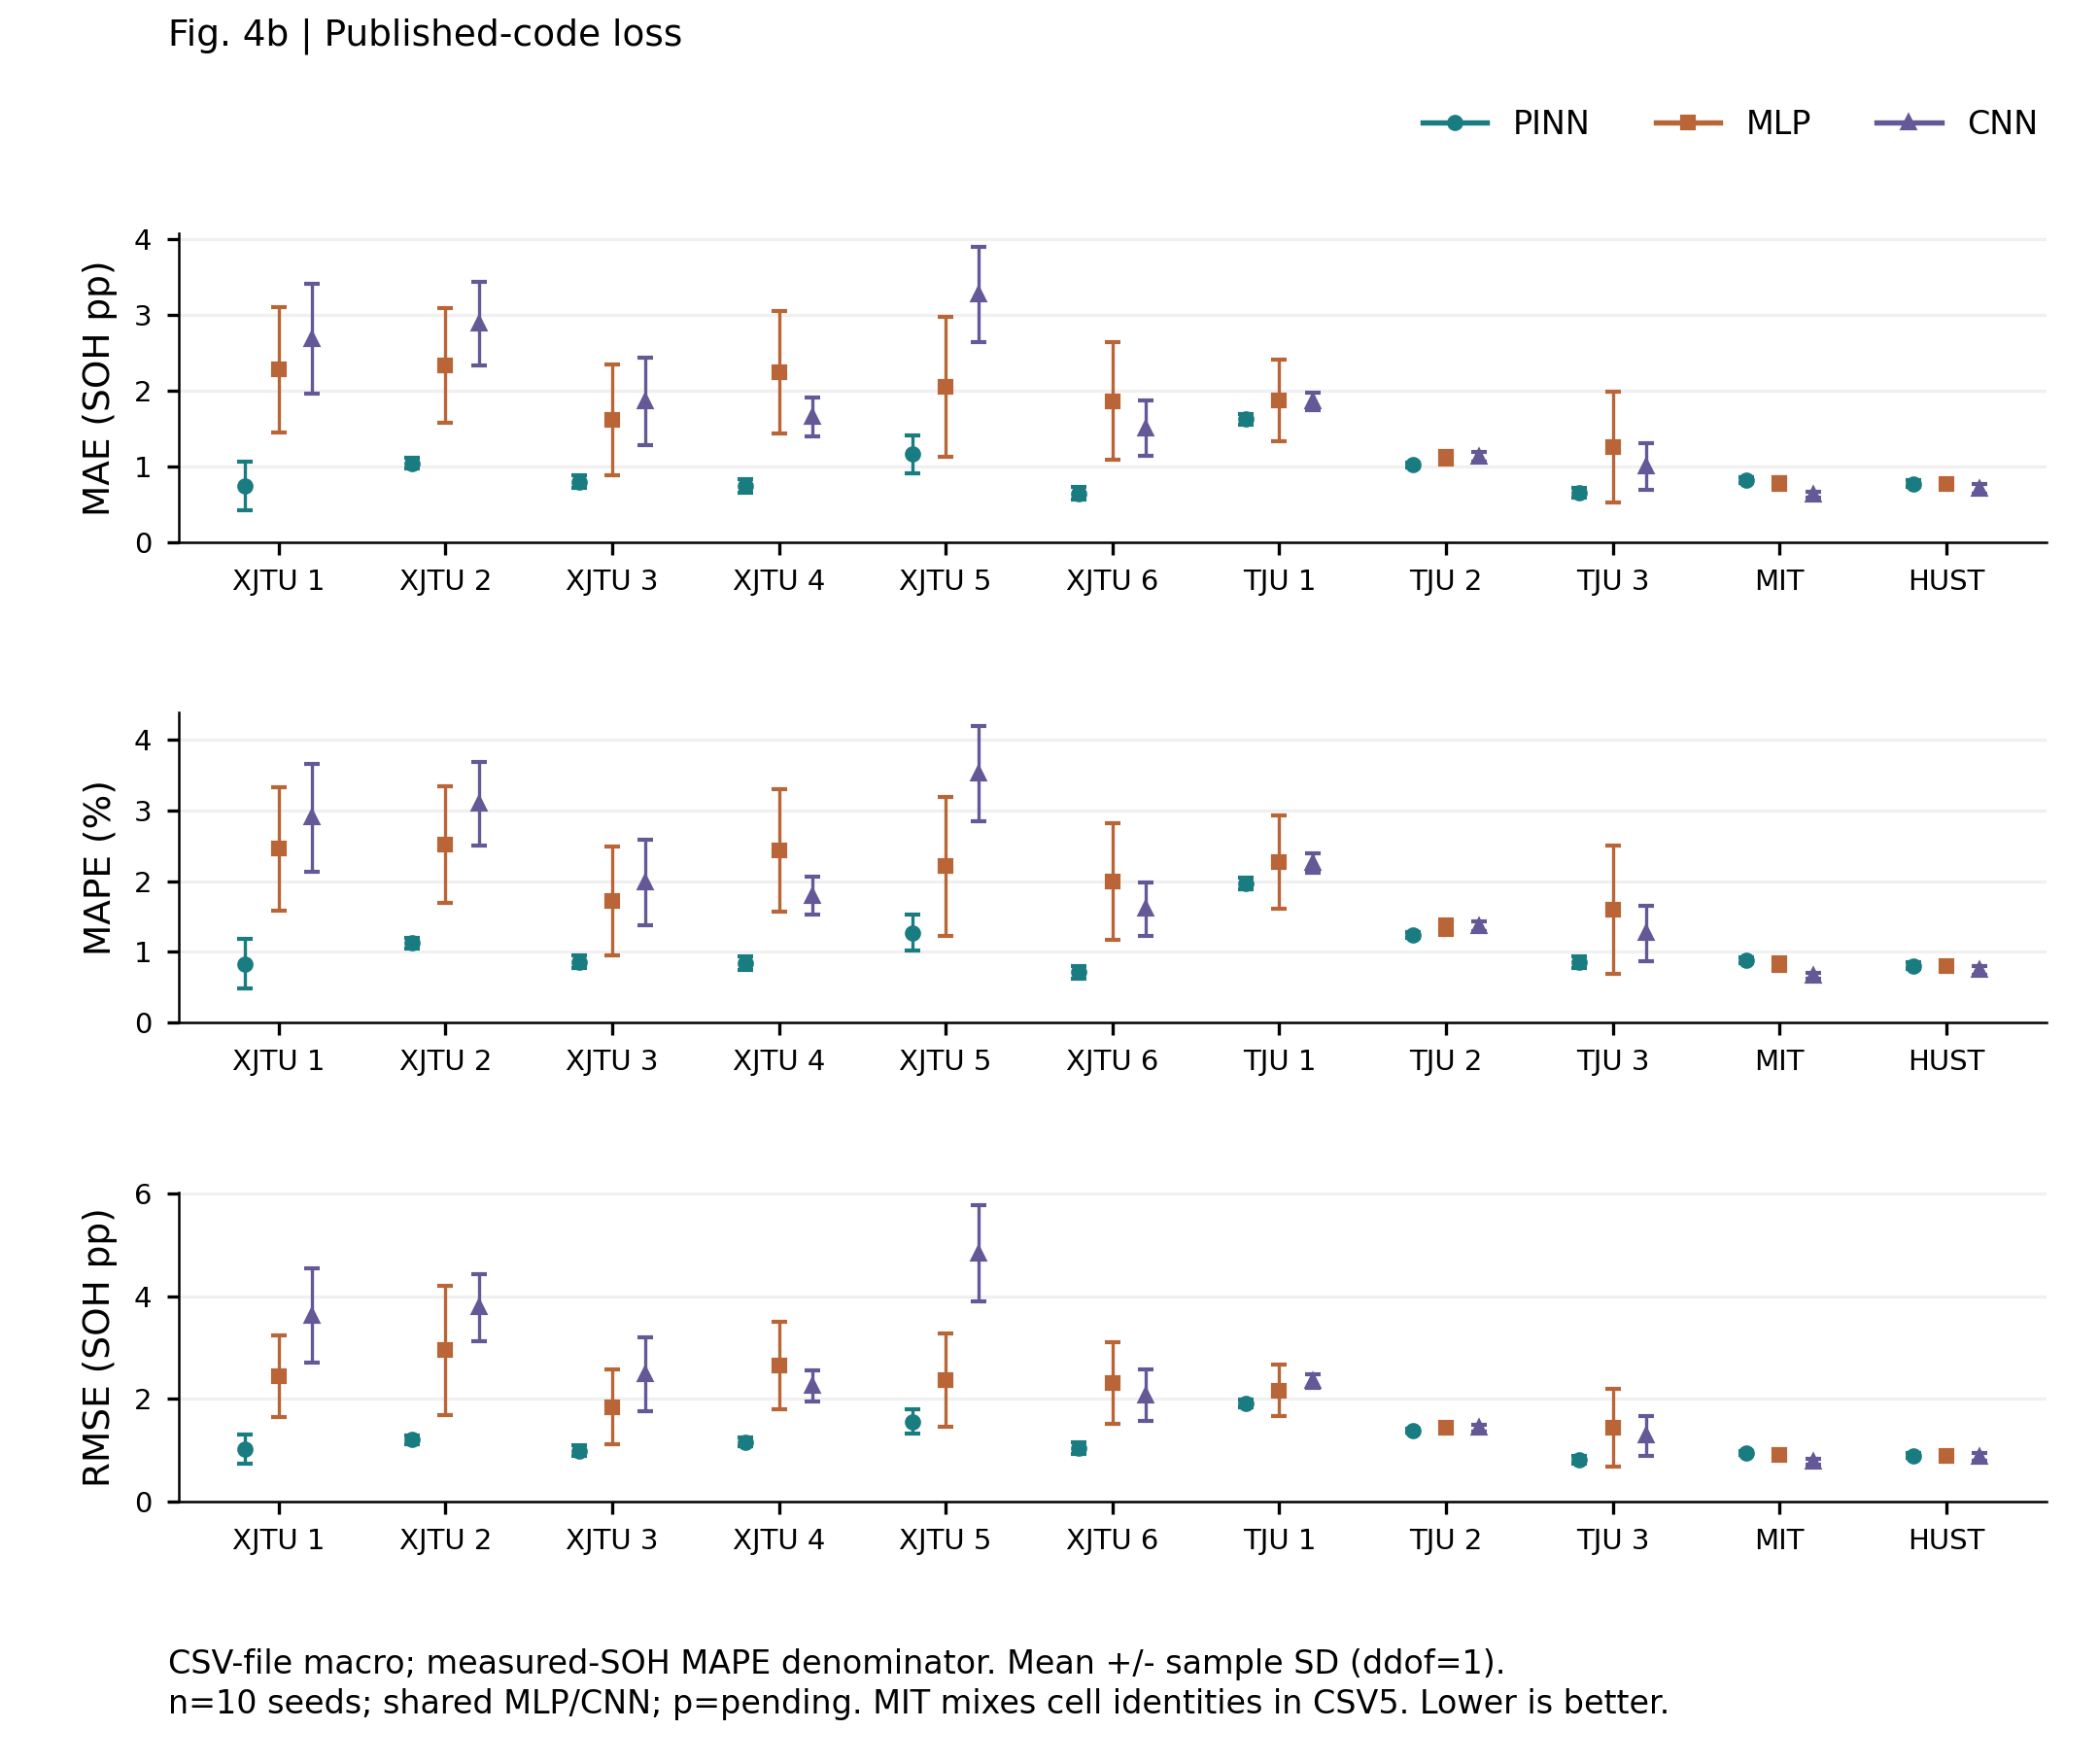 Fig. 4b | Published-code loss
PINN MLP CNN
MAE (SOH pp)
4
3
2
1
0
XJTU 1 XJTU 2 XJTU 3 XJTU 4 XJTU 5 XJTU 6 TJU 1 TJU 2 TJU 3 MIT HUST
MAPE (%)
4
3
2
1
0
XJTU 1 XJTU 2 XJTU 3 XJTU 4 XJTU 5 XJTU 6 TJU 1 TJU 2 TJU 3 MIT HUST
RMSE (SOH pp)
6
4
2
0
XJTU 1 XJTU 2 XJTU 3 XJTU 4 XJTU 5 XJTU 6 TJU 1 TJU 2 TJU 3 MIT HUST
CSV-file macro; measured-SOH MAPE denominator. Mean +/- sample SD (ddof=1).
n=10 seeds; shared MLP/CNN; p=pending. MIT mixes cell identities in CSV5. Lower is better.